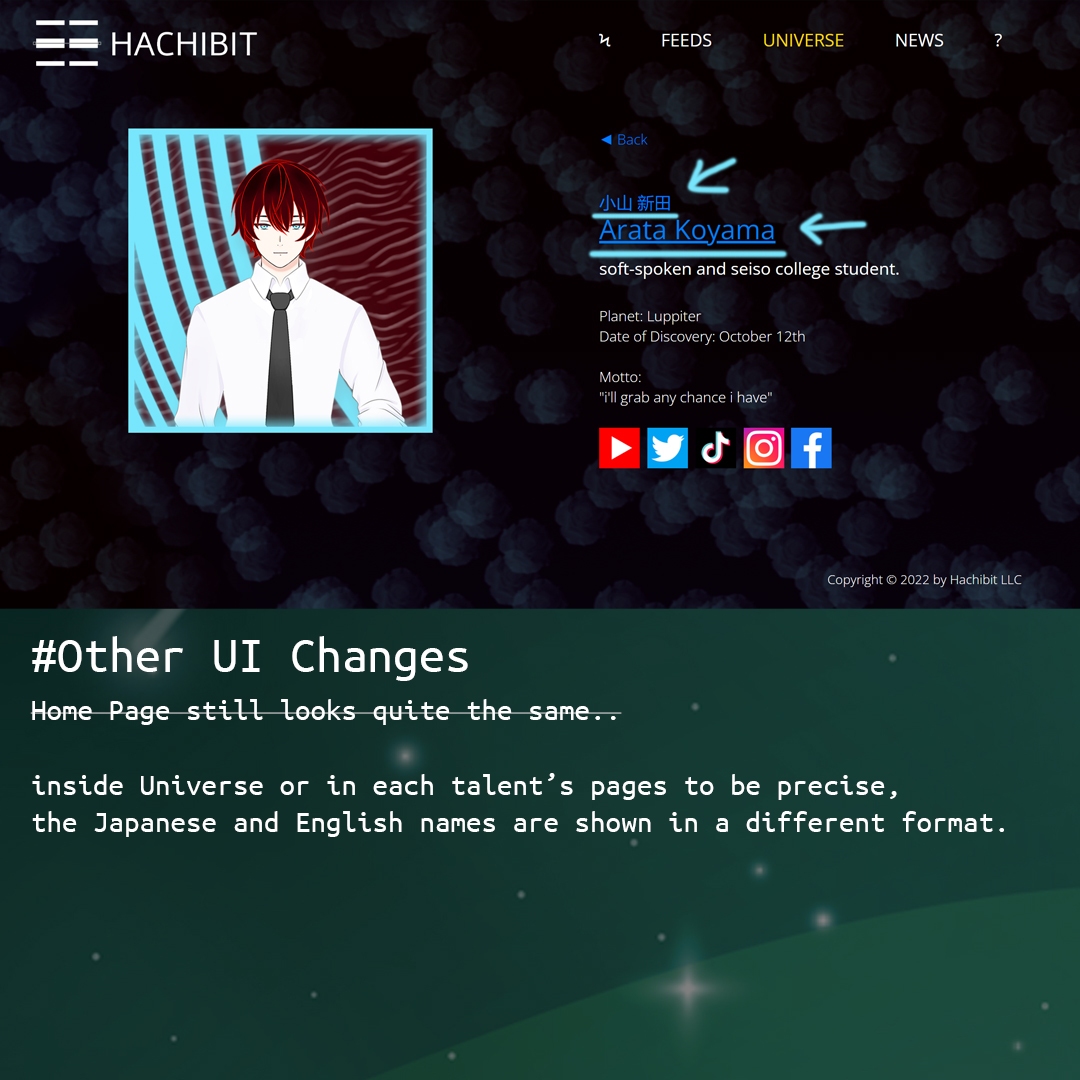 HACHIBIT
Ϟ FEEDS UNIVERSE NEWS ?
◄ Back
小山 新田
Arata Koyama
soft-spoken and seiso college student.
Planet: Luppiter
Date of Discovery: October 12th
Motto:
"i'll grab any chance i have"
Copyright © 2022 by Hachibit LLC
#Other UI Changes
Home Page still looks quite the same..
inside Universe or in each talent’s pages to be precise,
the Japanese and English names are shown in a different format.